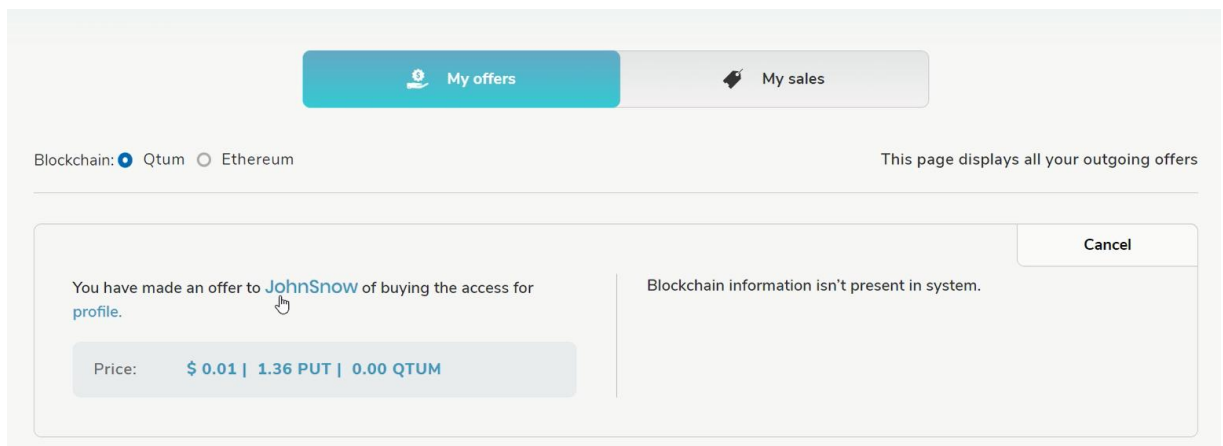 My offers
My sales
Blockchain: Qtum Ethereum
This page displays all your outgoing offers
Cancel
You have made an offer to JohnSnow of buying the access for
profile.
Price: $ 0.01 | 1.36 PUT | 0.00 QTUM
Blockchain information isn't present in system.